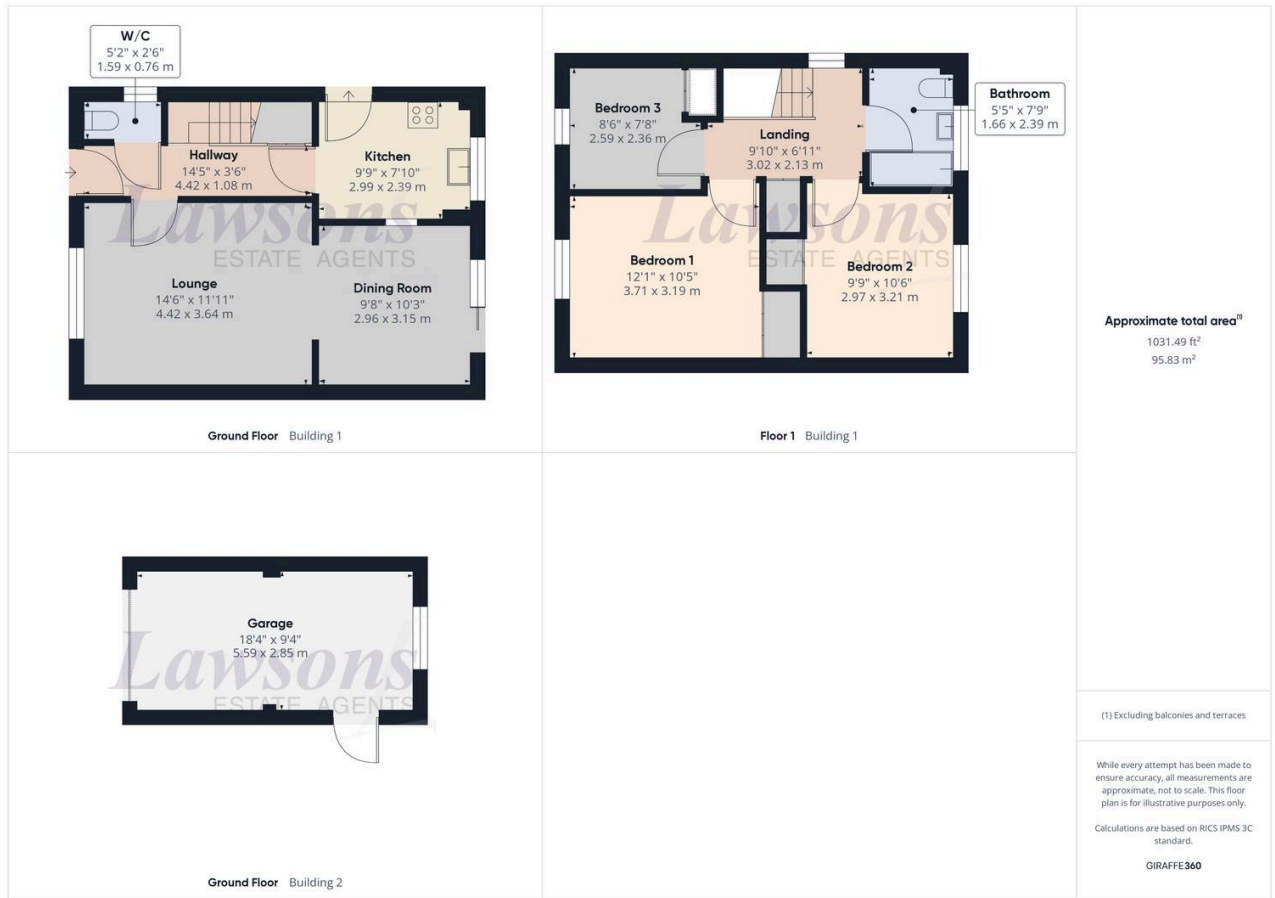 W/C
5'2" x 2'6"
1.59 x 0.76 m
Hallway
14'5" x 3'6"
4.42 x 1.08 m
Kitchen
9'9" x 7'10"
2.99 x 2.39 m
Lawsons
ESTATE AGENTS
Lounge
14'6" x 11'11"
4.42 x 3.64 m
Dining Room
9'8" x 10'3"
2.96 x 3.15 m
Ground Floor Building 1
Bedroom 3
8'6" x 7'8"
2.59 x 2.36 m
Landing
9'10" x 6'11"
3.02 x 2.13 m
Bathroom
5'5" x 7'9"
1.66 x 2.39 m
Lawsons
ESTATE AGENTS
Bedroom 1
12'1" x 10'5"
3.71 x 3.19 m
Bedroom 2
9'9" x 10'6"
2.97 x 3.21 m
Floor 1 Building 1
Garage
18'4" x 9'4"
5.59 x 2.85 m
Lawsons
ESTATE AGENTS
Ground Floor Building 2
Approximate total area(1)
1031.49 ft²
95.83 m²
(1) Excluding balconies and terraces
While every attempt has been made to
ensure accuracy, all measurements are
approximate, not to scale. This floor
plan is for illustrative purposes only.
Calculations are based on RICS IPMS 3C
standard.
GIRAFFE360